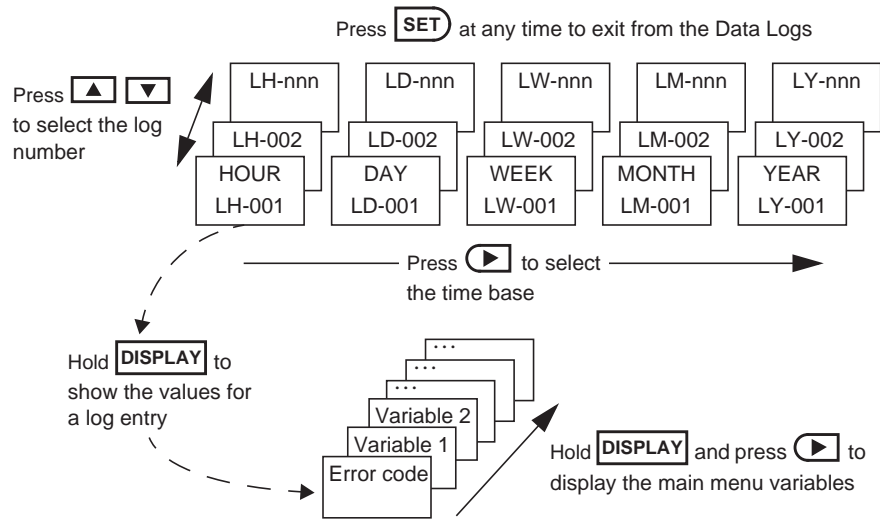 Press SET at any time to exit from the Data Logs
Press ▲ ▼
to select the log
number
LH-nnn LD-nnn LW-nnn LM-nnn LY-nnn
LH-002 LD-002 LW-002 LM-002 LY-002
HOUR DAY WEEK MONTH YEAR
LH-001 LD-001 LW-001 LM-001 LY-001
Press ▶ to select
the time base
Hold DISPLAY to
show the values for
a log entry
...
...
...
Variable 2
Variable 1
Error code
Hold DISPLAY and press ▶ to
display the main menu variables